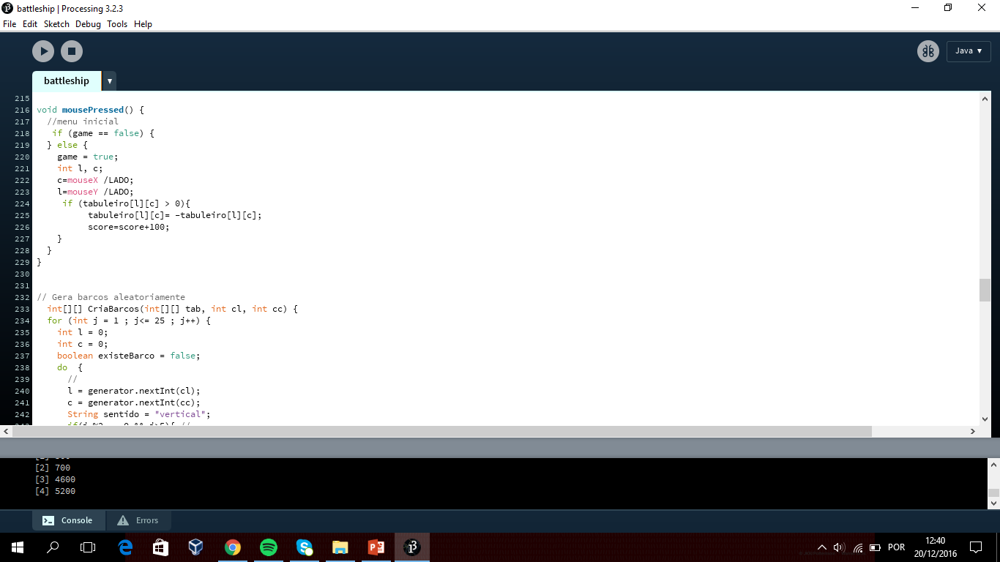 battleship | Processing 3.2.3
File Edit Sketch Debug Tools Help
Java ▼
battleship ▼
215
216 void mousePressed() {
217 //menu inicial
218 if (game == false) {
219 } else {
220 game = true;
221 int l, c;
222 c=mouseX /LADO;
223 l=mouseY /LADO;
224 if (tabuleiro[l][c] > 0){
225 tabuleiro[l][c]= -tabuleiro[l][c];
226 score=score+100;
227 }
228 }
229 }
230
231
232 // Gera barcos aleatoriamente
233 int[][] CriaBarcos(int[][] tab, int cl, int cc) {
234 for (int j = 1 ; j<= 25 ; j++) {
235 int l = 0;
236 int c = 0;
237 boolean existeBarco = false;
238 do {
239 //
240 l = generator.nextInt(cl);
241 c = generator.nextInt(cc);
242 String sentido = "vertical";
[2] 700
[3] 4600
[4] 5200
Console Errors
POR
12:40
20/12/2016